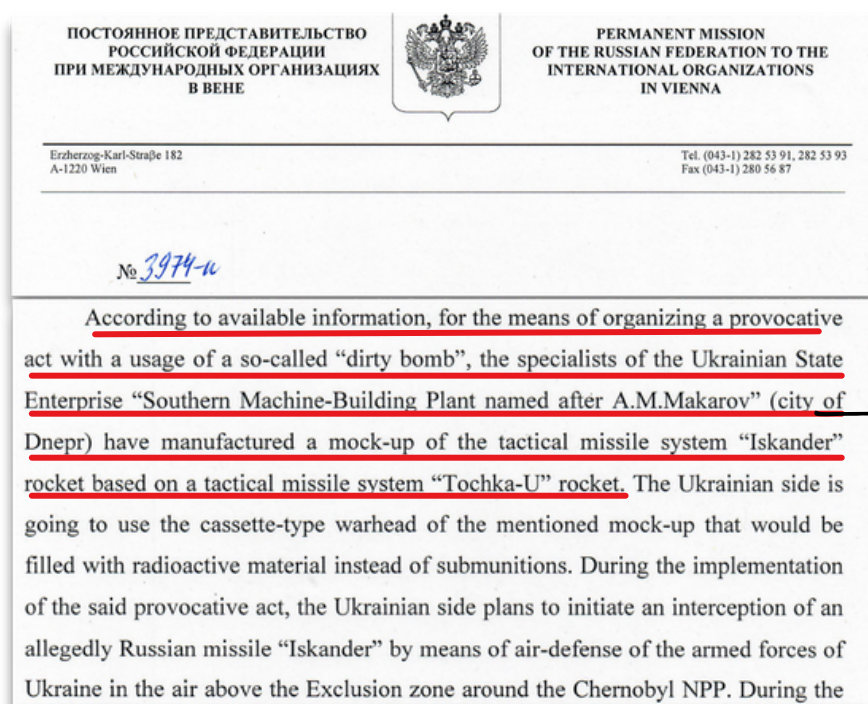 ПОСТОЯННОЕ ПРЕДСТАВИТЕЛЬСТВО
РОССИЙСКОЙ ФЕДЕРАЦИИ
ПРИ МЕЖДУНАРОДНЫХ ОРГАНИЗАЦИЯХ
В ВЕНЕ
PERMANENT MISSION
OF THE RUSSIAN FEDERATION TO THE
INTERNATIONAL ORGANIZATIONS
IN VIENNA
Erzherzog-Karl-Straβe 182
A-1220 Wien
Tel. (043-1) 282 53 91, 282 53 93
Fax (043-1) 280 56 87
№ 3974-н
According to available information, for the means of organizing a provocative
act with a usage of a so-called “dirty bomb”, the specialists of the Ukrainian State
Enterprise “Southern Machine-Building Plant named after A.M.Makarov” (city of
Dnepr) have manufactured a mock-up of the tactical missile system “Iskander”
rocket based on a tactical missile system “Tochka-U” rocket. The Ukrainian side is
going to use the cassette-type warhead of the mentioned mock-up that would be
filled with radioactive material instead of submunitions. During the implementation
of the said provocative act, the Ukrainian side plans to initiate an interception of an
allegedly Russian missile “Iskander” by means of air-defense of the armed forces of
Ukraine in the air above the Exclusion zone around the Chernobyl NPP. During the